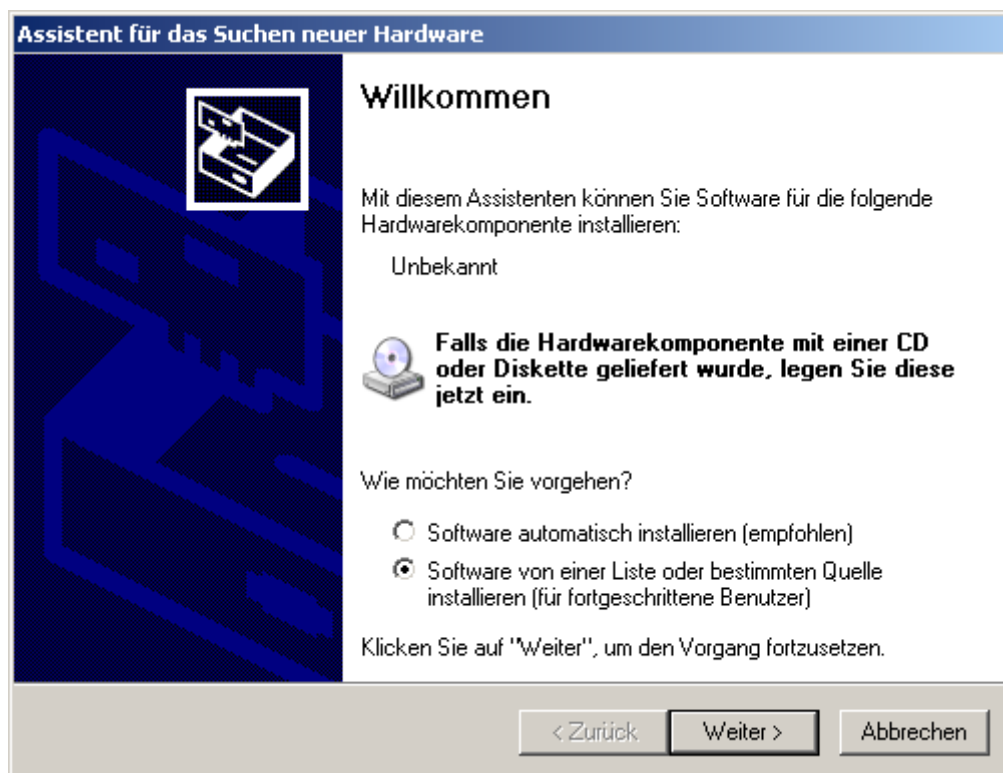 Assistent für das Suchen neuer Hardware
Willkommen
Mit diesem Assistenten können Sie Software für die folgende
Hardwarekomponente installieren:
Unbekannt
Falls die Hardwarekomponente mit einer CD
oder Diskette geliefert wurde, legen Sie diese
jetzt ein.
Wie möchten Sie vorgehen?
Software automatisch installieren (empfohlen)
Software von einer Liste oder bestimmten Quelle
installieren (für fortgeschrittene Benutzer)
Klicken Sie auf "Weiter", um den Vorgang fortzusetzen.
< Zurück Weiter > Abbrechen